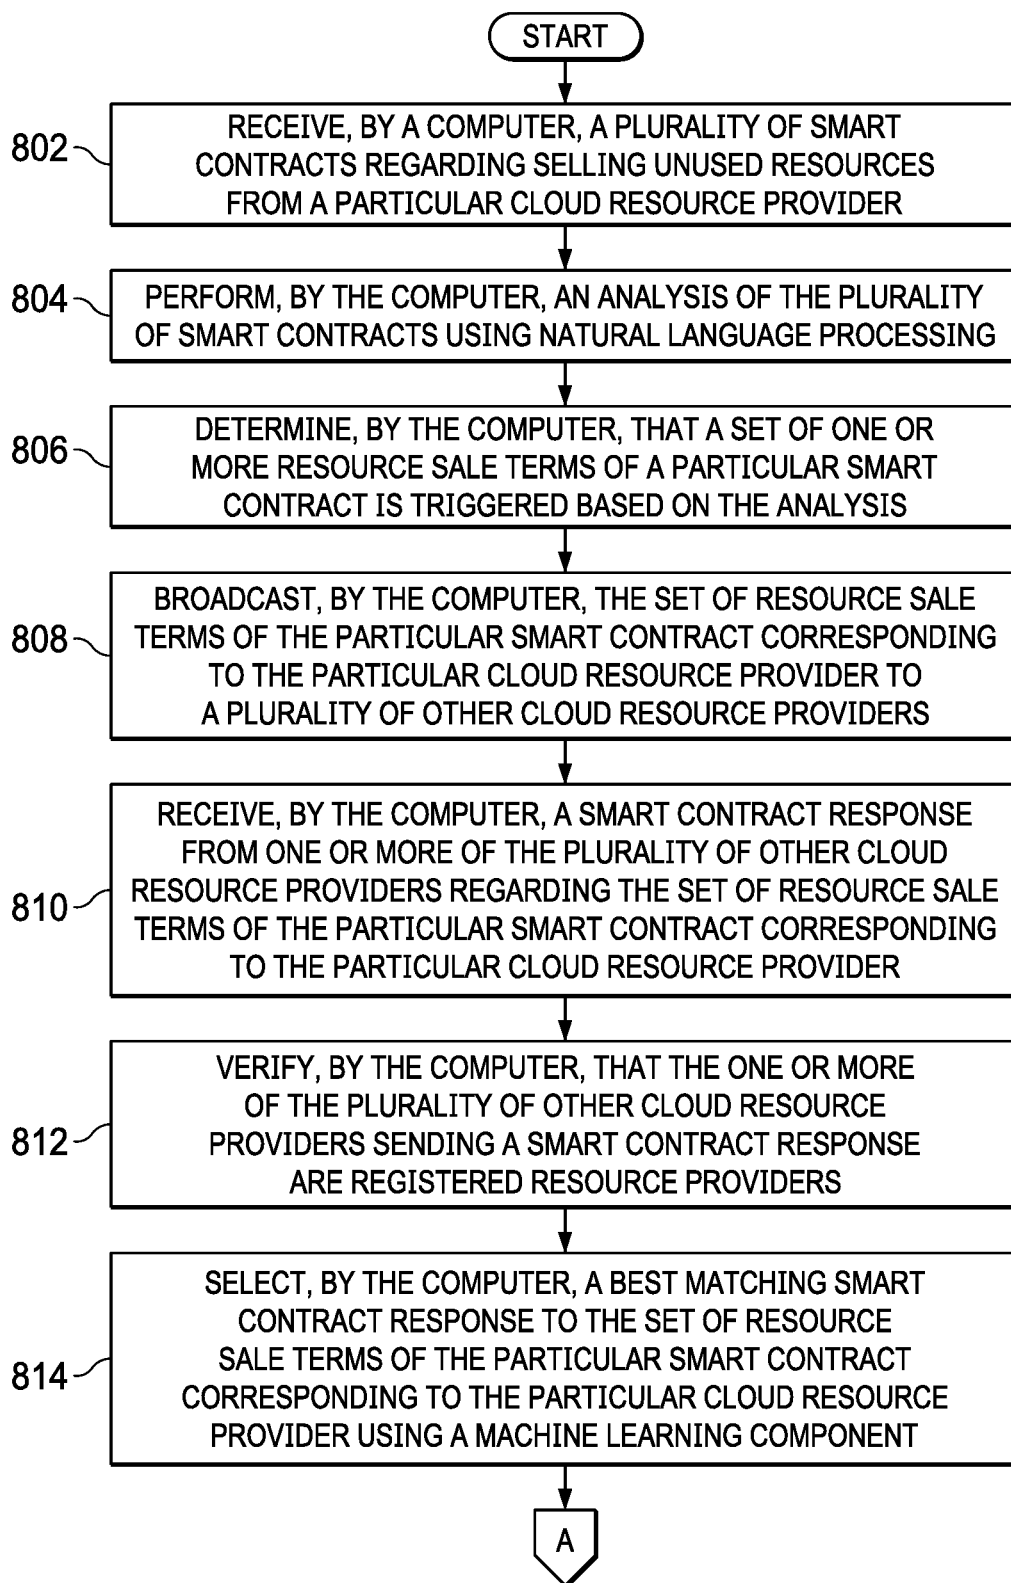 START
802
RECEIVE, BY A COMPUTER, A PLURALITY OF SMART
CONTRACTS REGARDING SELLING UNUSED RESOURCES
FROM A PARTICULAR CLOUD RESOURCE PROVIDER
804
PERFORM, BY THE COMPUTER, AN ANALYSIS OF THE PLURALITY
OF SMART CONTRACTS USING NATURAL LANGUAGE PROCESSING
806
DETERMINE, BY THE COMPUTER, THAT A SET OF ONE OR
MORE RESOURCE SALE TERMS OF A PARTICULAR SMART
CONTRACT IS TRIGGERED BASED ON THE ANALYSIS
808
BROADCAST, BY THE COMPUTER, THE SET OF RESOURCE SALE
TERMS OF THE PARTICULAR SMART CONTRACT CORRESPONDING
TO THE PARTICULAR CLOUD RESOURCE PROVIDER TO
A PLURALITY OF OTHER CLOUD RESOURCE PROVIDERS
810
RECEIVE, BY THE COMPUTER, A SMART CONTRACT RESPONSE
FROM ONE OR MORE OF THE PLURALITY OF OTHER CLOUD
RESOURCE PROVIDERS REGARDING THE SET OF RESOURCE SALE
TERMS OF THE PARTICULAR SMART CONTRACT CORRESPONDING
TO THE PARTICULAR CLOUD RESOURCE PROVIDER
812
VERIFY, BY THE COMPUTER, THAT THE ONE OR MORE
OF THE PLURALITY OF OTHER CLOUD RESOURCE
PROVIDERS SENDING A SMART CONTRACT RESPONSE
ARE REGISTERED RESOURCE PROVIDERS
814
SELECT, BY THE COMPUTER, A BEST MATCHING SMART
CONTRACT RESPONSE TO THE SET OF RESOURCE
SALE TERMS OF THE PARTICULAR SMART CONTRACT
CORRESPONDING TO THE PARTICULAR CLOUD RESOURCE
PROVIDER USING A MACHINE LEARNING COMPONENT
A